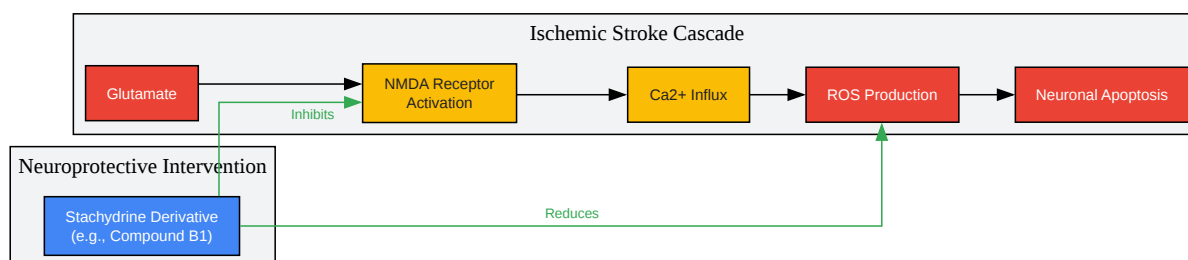 Ischemic Stroke Cascade
Glutamate
NMDA Receptor
Activation
Ca2+ Influx
ROS Production
Neuronal Apoptosis
Inhibits
Neuroprotective Intervention
Stachydrine Derivative
(e.g., Compound B1)
Reduces